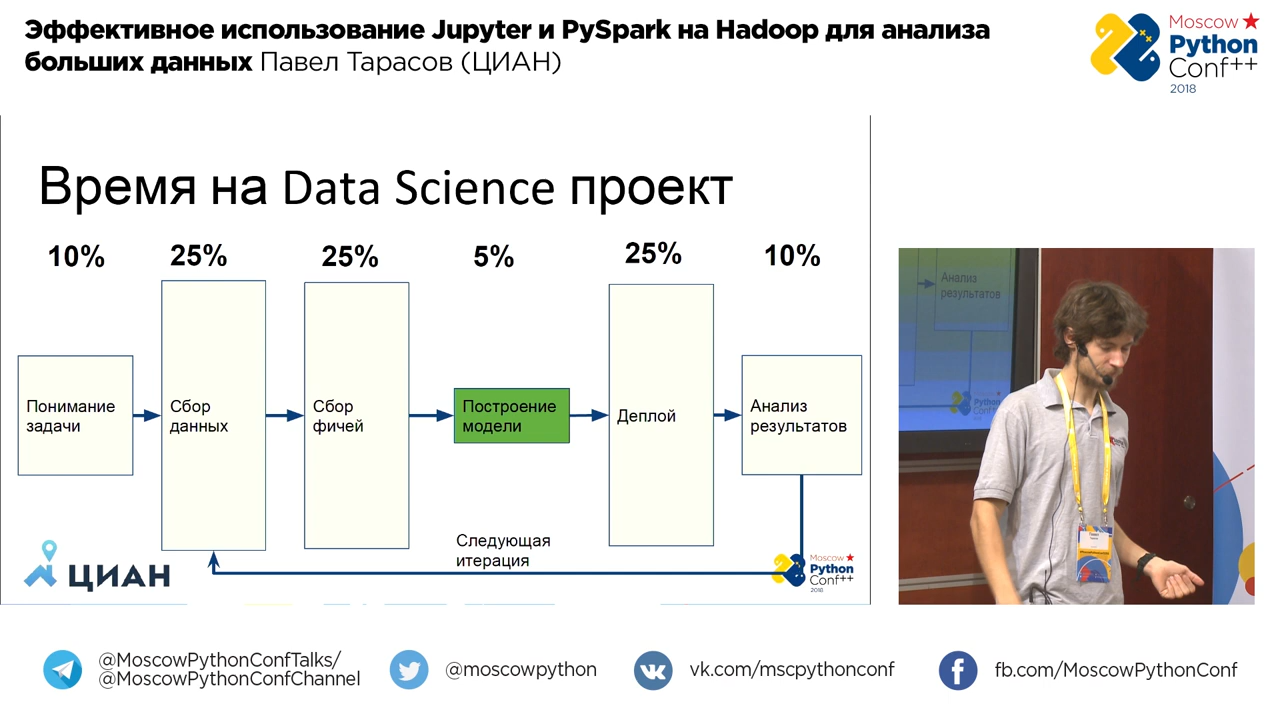 Эффективное использование Jupyter и PySpark на Hadoop для анализа
больших данных Павел Тарасов (ЦИАН)
Moscow
Python
Conf++
2018
Время на Data Science проект
10%
25%
25%
5%
25%
10%
Понимание
задачи
Сбор
данных
Сбор
фичей
Построение
модели
Деплой
Анализ
результатов
Следующая
итерация
ЦИАН
Moscow
Python
Conf++
2018
Анализ
результатов
Python
Conf
@MoscowPythonConfTalks/
@MoscowPythonConfChannel
@moscowpython
vk.com/mscpythonconf
fb.com/MoscowPythonConf